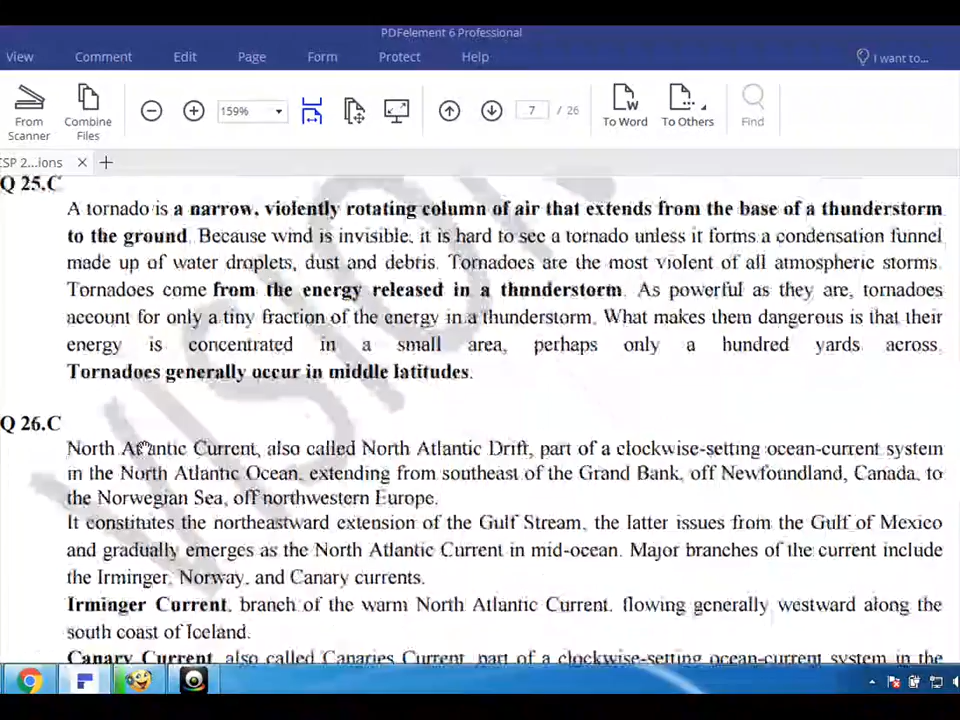 PDFelement 6 Professional
View Comment Edit Page Form Protect Help I want to...
159% 7 / 26
From Scanner Combine Files To Word To Others Find
CSP 2...ions
Q 25.C
A tornado is a narrow, violently rotating column of air that extends from the base of a thunderstorm
to the ground. Because wind is invisible, it is hard to see a tornado unless it forms a condensation funnel
made up of water droplets, dust and debris. Tornadoes are the most violent of all atmospheric storms.
Tornadoes come from the energy released in a thunderstorm. As powerful as they are, tornadoes
account for only a tiny fraction of the energy in a thunderstorm. What makes them dangerous is that their
energy is concentrated in a small area, perhaps only a hundred yards across.
Tornadoes generally occur in middle latitudes.
Q 26.C
North Atlantic Current, also called North Atlantic Drift, part of a clockwise-setting ocean-current system
in the North Atlantic Ocean, extending from southeast of the Grand Bank, off Newfoundland, Canada, to
the Norwegian Sea, off northwestern Europe.
It constitutes the northeastward extension of the Gulf Stream, the latter issues from the Gulf of Mexico
and gradually emerges as the North Atlantic Current in mid-ocean. Major branches of the current include
the Irminger, Norway, and Canary currents.
Irminger Current, branch of the warm North Atlantic Current, flowing generally westward along the
south coast of Iceland.
Canary Current, also called Canaries Current, part of a clockwise-setting ocean-current system in the
VISION